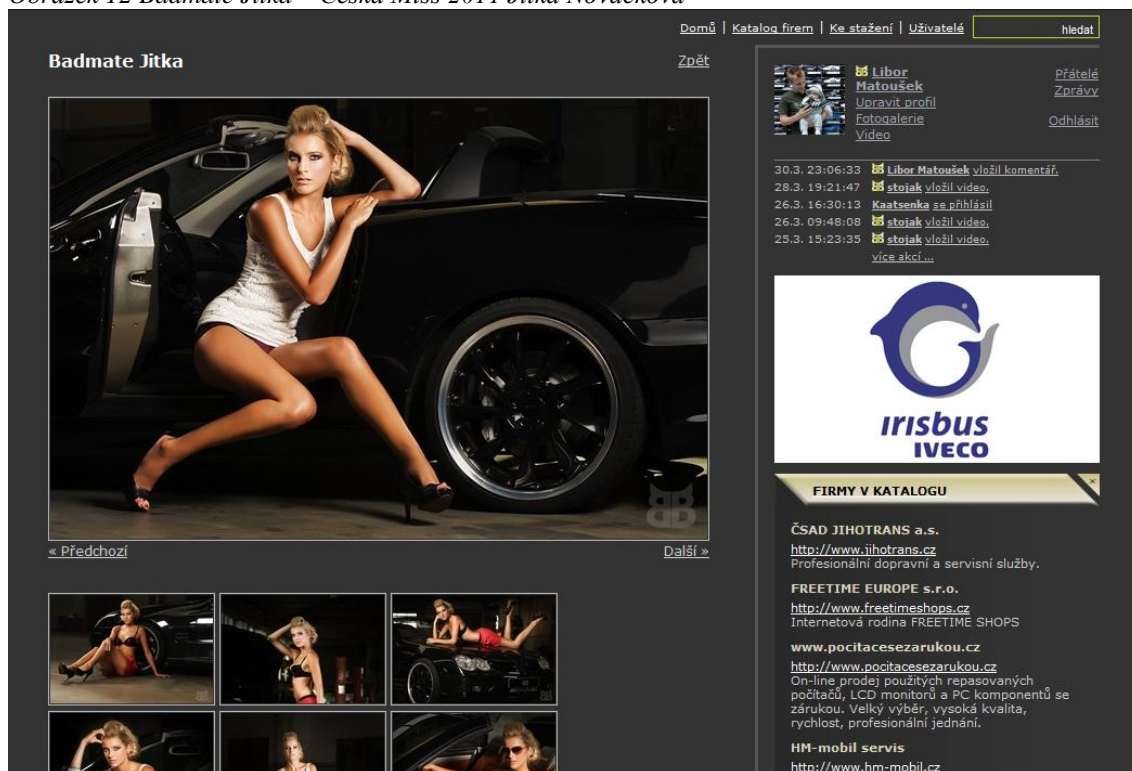 Obrázek 12 Badmate Jitka – Česká Miss 2011 Jitka Nováčková
Domů | Katalog firem | Ke stažení | Uživatelé hledat
Badmate Jitka
Zpět
« Předchozí
Další »
Libor
Matoušek
Upravit profil
Fotogalerie
Video
Přátelé
Zprávy
Odhlásit
30.3. 23:06:33 Libor Matoušek vložil komentář.
28.3. 19:21:47 stojak vložil video.
26.3. 16:30:13 Kaatsenka se přihlásil
26.3. 09:48:08 stojak vložil video.
25.3. 15:23:35 stojak vložil video.
více akcí ...
irisbus
IVECO
FIRMY V KATALOGU
ČSAD JIHOTRANS a.s.
http://www.jihotrans.cz
Profesionální dopravní a servisní služby.
FREETIME EUROPE s.r.o.
http://www.freetimeshops.cz
Internetová rodina FREETIME SHOPS
www.pocitacesezarukou.cz
http://www.pocitacesezarukou.cz
On-line prodej použitých repasovaných
počítačů, LCD monitorů a PC komponentů se
zárukou. Velký výběr, vysoká kvalita,
rychlost, profesionální jednání.
HM-mobil servis
http://www.hm-mobil.cz